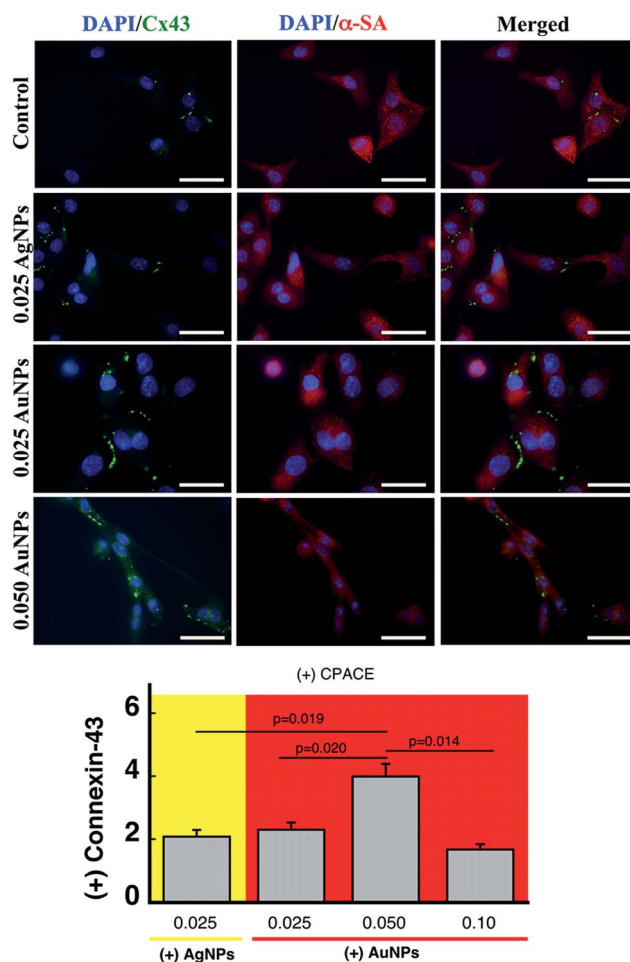 DAPI/Cx43 DAPI/α-SA Merged
Control
0.025 AgNPs
0.025 AuNPs
0.050 AuNPs
(+) CPACE
(+) Connexin-43
6
4
2
0
p=0.019
p=0.020 p=0.014
0.025 0.025 0.050 0.10
(+) AgNPs (+) AuNPs